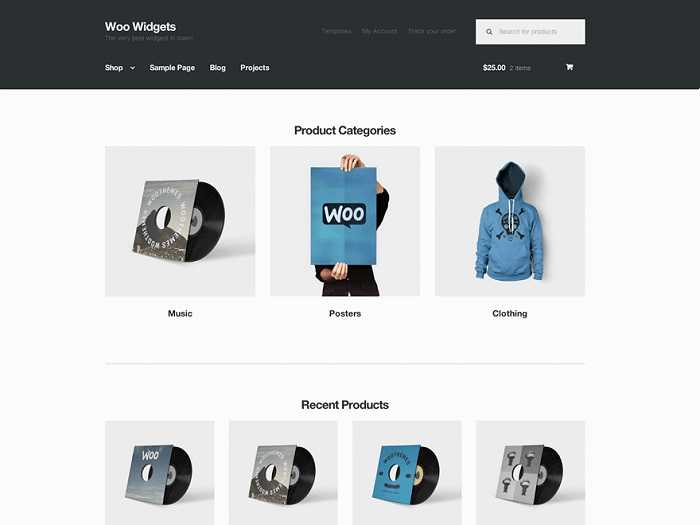 Woo Widgets
The very best widgets in town!
Templates My Account Track your order
Search for products
Shop Sample Page Blog Projects
$25.00 2 items
Product Categories
WOOTHEMES WOOTHEMES WOOTHEMES
WOO
Music Posters Clothing
Recent Products
WOO
WOOTHEMES
WOOTHEMES